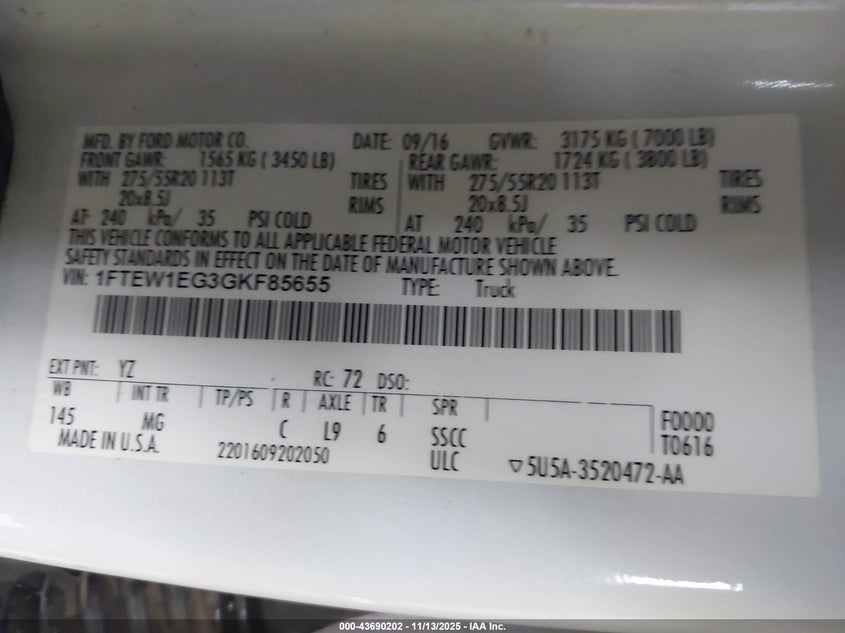 MFD. BY FORD MOTOR CO. DATE: 09/16 GVWR: 3175 KG ( 7000 LB)
FRONT GAWR: 1565 KG ( 3450 LB) REAR GAWR: 1724 KG ( 3800 LB)
WITH 275/55R20 113T TIRES WITH 275/55R20 113T TIRES
20x8.5J RIMS 20x8.5J RIMS
AT 240 kPa/ 35 PSI COLD AT 240 kPa/ 35 PSI COLD
THIS VEHICLE CONFORMS TO ALL APPLICABLE FEDERAL MOTOR VEHICLE
SAFETY STANDARDS IN EFFECT ON THE DATE OF MANUFACTURE SHOWN ABOVE.
VIN: 1FTEW1EG3GKF85655 TYPE: Truck
EXT PNT: YZ RC: 72 DSO:
WB INT TR TP/PS R AXLE TR SPR F0000
145 MG C L9 6 SSCC T0616
MADE IN U.S.A. 2201609202050 ULC ▽5U5A-3520472-AA
000-43690202 - 11/13/2025 - IAA Inc.